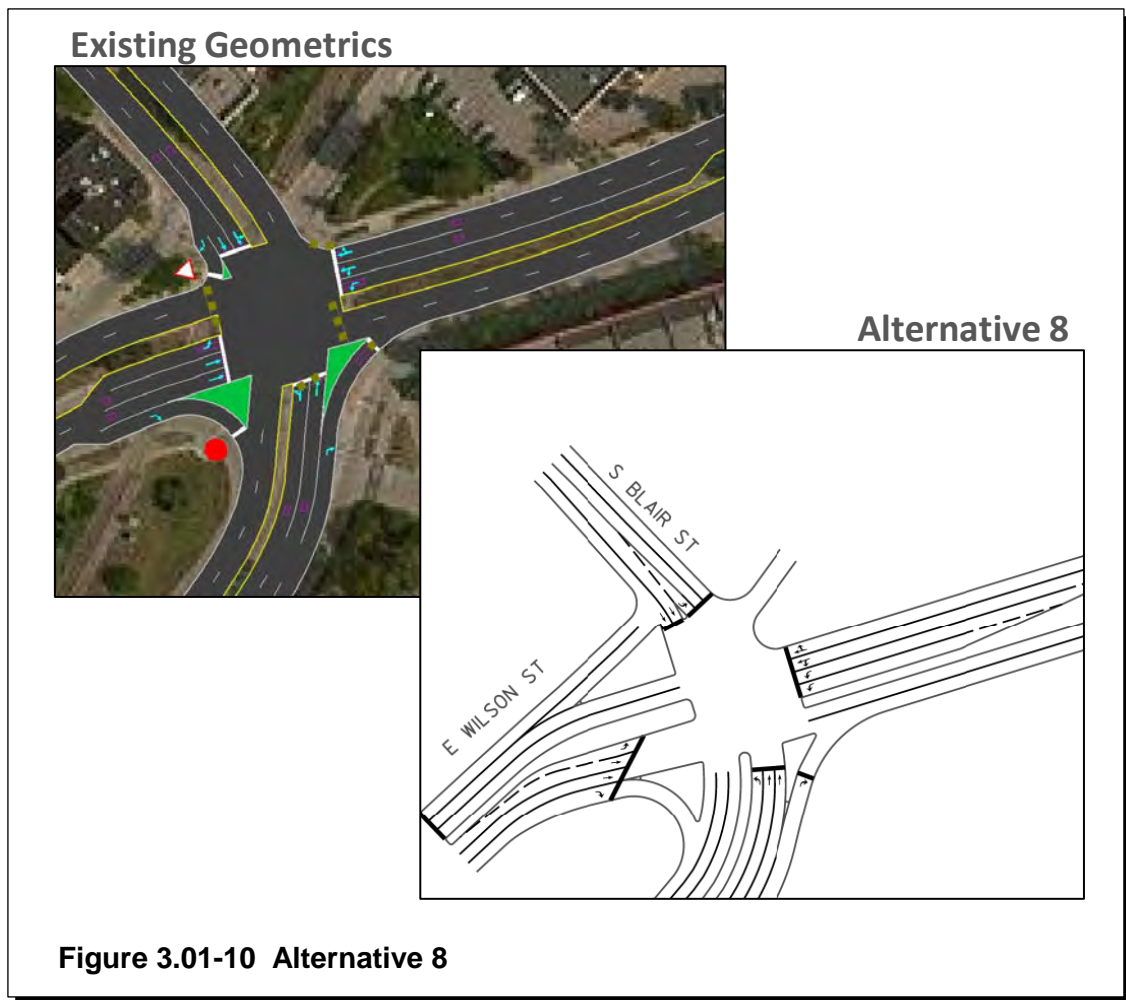 Existing Geometrics
Alternative 8
S BLAIR ST
E WILSON ST
Figure 3.01-10 Alternative 8